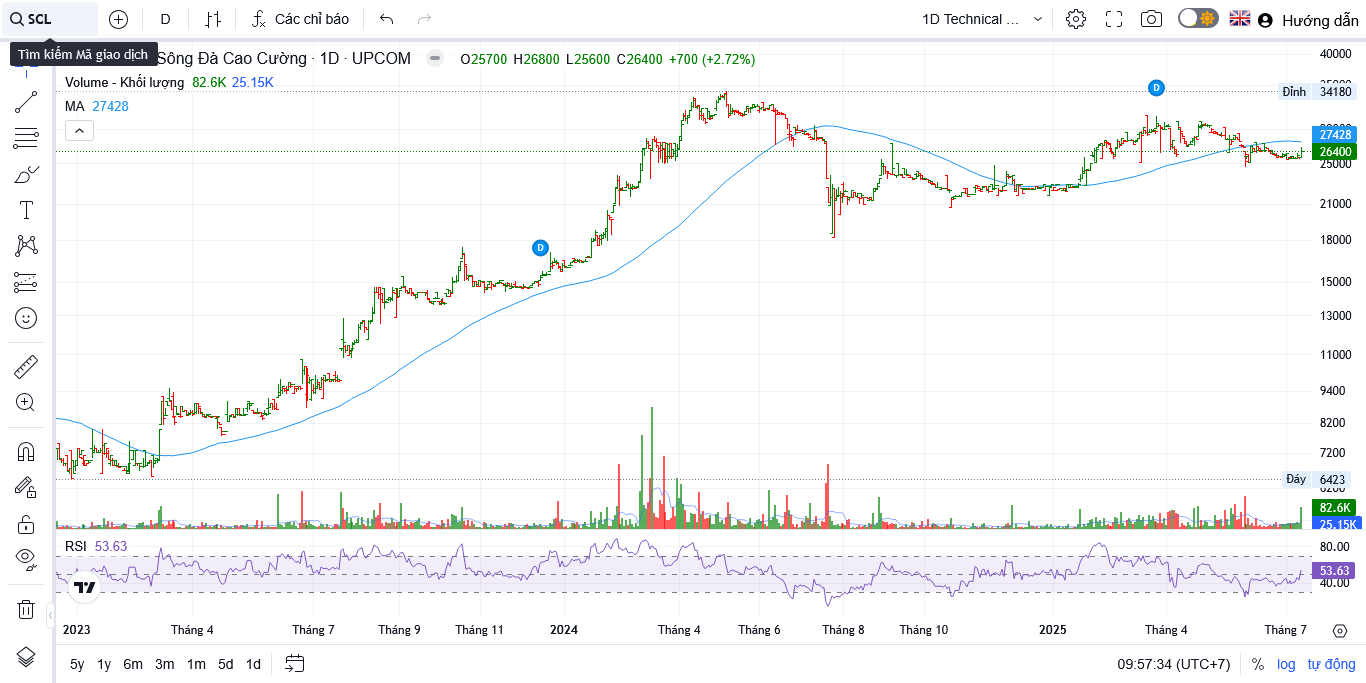 SCL
D
Các chỉ báo
1D Technical ...
Hướng dẫn
Tìm kiếm Mã giao dịch
Sông Đà Cao Cường · 1D · UPCOM
O25700 H26800 L25600 C26400 +700 (+2.72%)
Volume - Khối lượng 82.6K 25.15K
MA 27428
D
D
40000
Đỉnh 34180
27428
26400
25000
21000
18000
15000
13000
11000
9400
8200
7200
Đáy 6423
82.6K
25.15K
RSI 53.63
80.00
53.63
40.00
2023 Tháng 4 Tháng 7 Tháng 9 Tháng 11 2024 Tháng 4 Tháng 6 Tháng 8 Tháng 10 2025 Tháng 4 Tháng 7
5y 1y 6m 3m 1m 5d 1d
09:57:34 (UTC+7) % log tự động